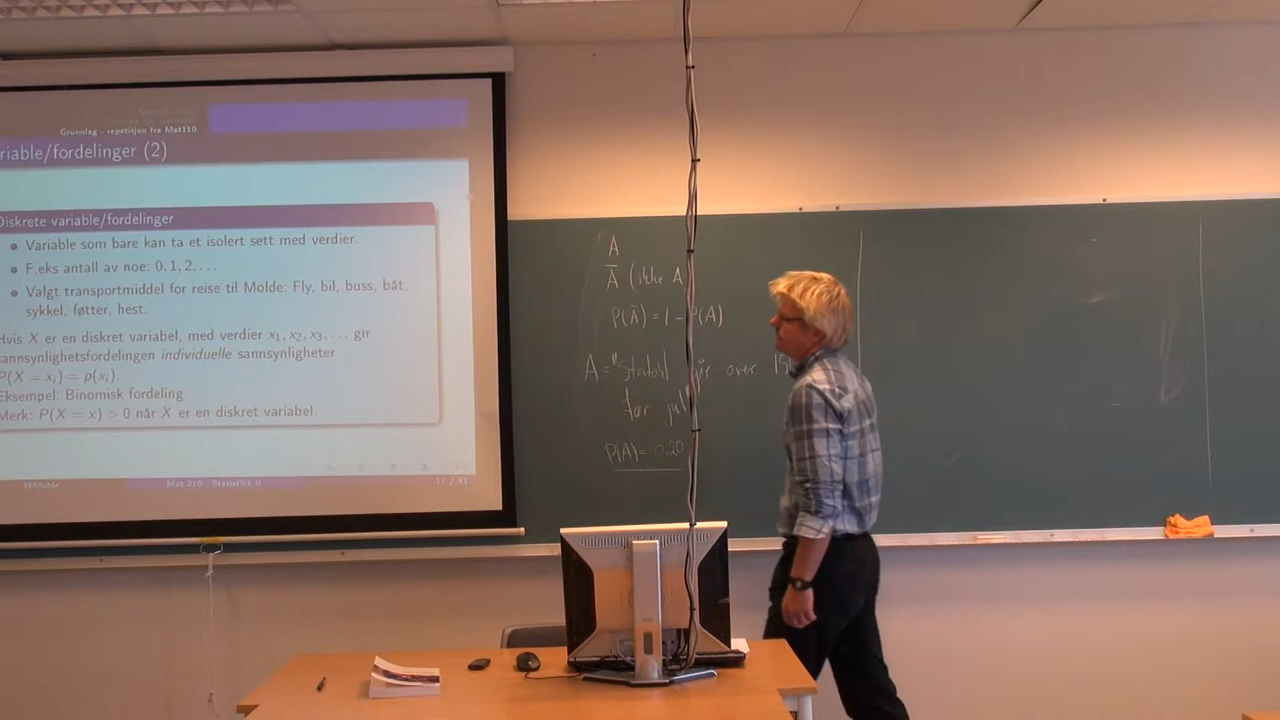 Grunnlag - repetisjon fra Mat110
riable/fordelinger (2)
Diskrete variable/fordelinger
Variable som bare kan ta et isolert sett med verdier.
F.eks antall av noe: 0, 1, 2, . . .
Valgt transportmiddel for reise til Molde: Fly, bil, buss, båt,
sykkel, føtter, hest.
Hvis X er en diskret variabel, med verdier x₁, x₂, x₃, . . . gir
sannsynlighetsfordelingen individuelle sannsynligheter
P(X = xᵢ) = p(xᵢ).
Eksempel: Binomisk fordeling.
Merk: P(X = x) > 0 når X er en diskret variabel.
HiMolde
Mat 210 - Statistikk II
A
A̅ (ikke A
P(A̅) = 1 - P(A)
A = "Statoil går over 150
før jul"
P(A) = 0.20